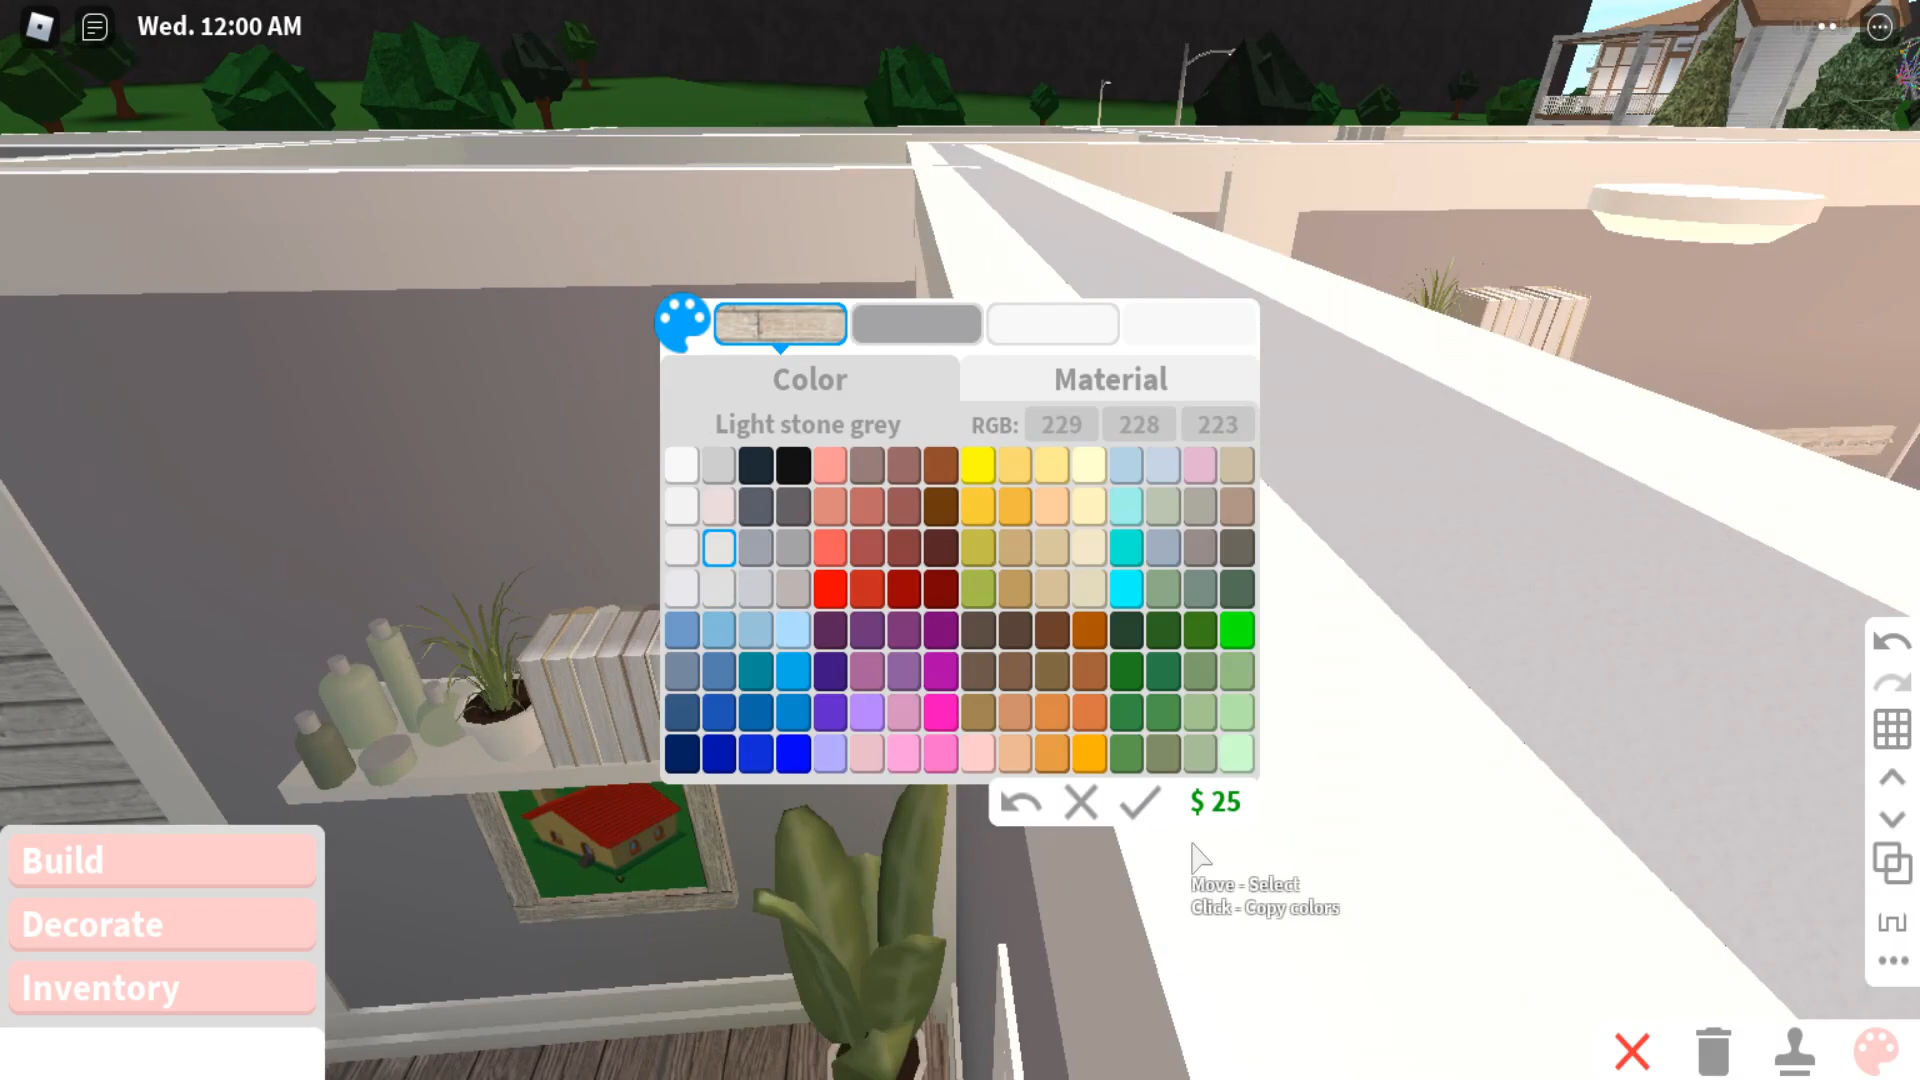 Wed. 12:00 AM
Color
Material
Light stone grey
RGB: 229 228 223
$ 25
Move - Select
Click - Copy colors
Build
Decorate
Inventory